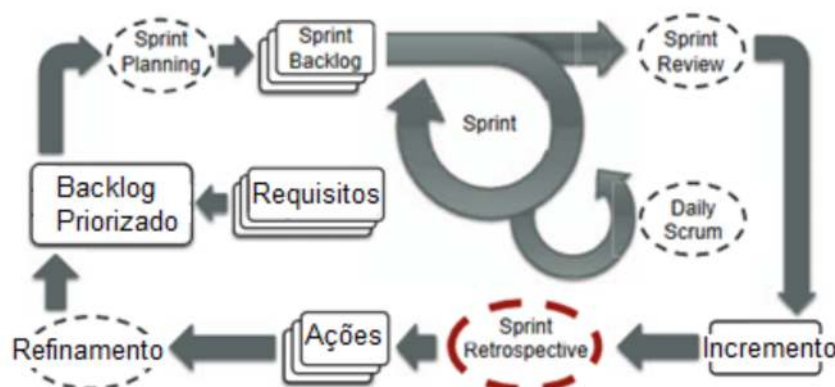 Sprint
Planning
Sprint
Backlog
Sprint
Review
Sprint
Backlog
Priorizado
Requisitos
Daily
Scrum
Refinamento
Ações
Sprint
Retrospective
Incremento